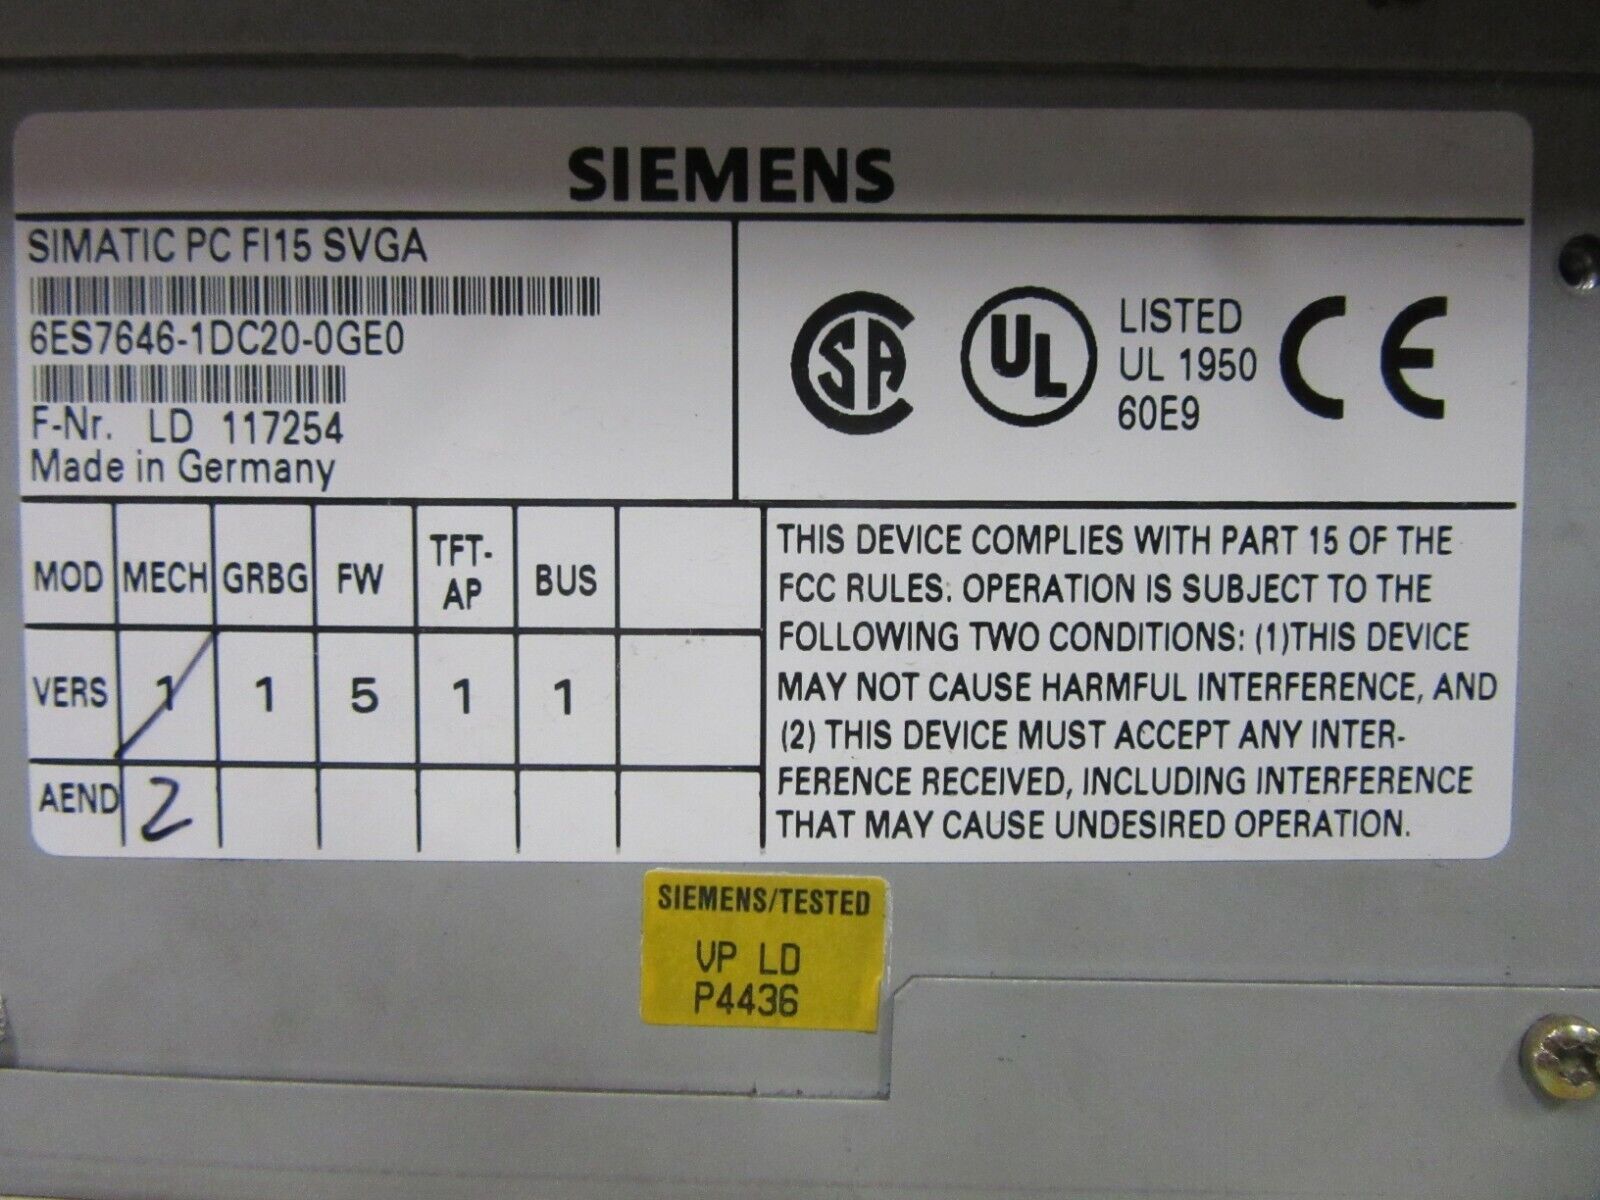 SIEMENS
SIMATIC PC FI15 SVGA
6ES7646-1DC20-0GE0
F-Nr. LD 117254
Made in Germany
SA
UL
LISTED
UL 1950
60E9
CE
MOD MECH GRBG FW TFT-AP BUS
VERS 1 1 5 1 1
AEND 2
THIS DEVICE COMPLIES WITH PART 15 OF THE
FCC RULES: OPERATION IS SUBJECT TO THE
FOLLOWING TWO CONDITIONS: (1)THIS DEVICE
MAY NOT CAUSE HARMFUL INTERFERENCE, AND
(2) THIS DEVICE MUST ACCEPT ANY INTER-
FERENCE RECEIVED, INCLUDING INTERFERENCE
THAT MAY CAUSE UNDESIRED OPERATION.
SIEMENS/TESTED
VP LD
P4436